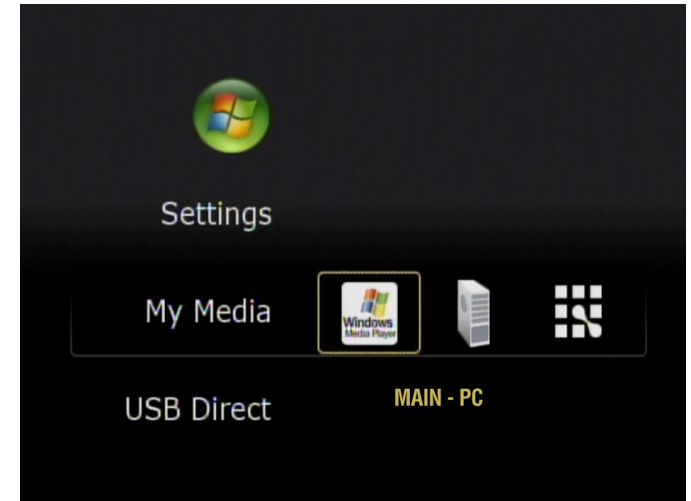 Settings
My Media
Windows
Media Player
USB Direct
MAIN - PC